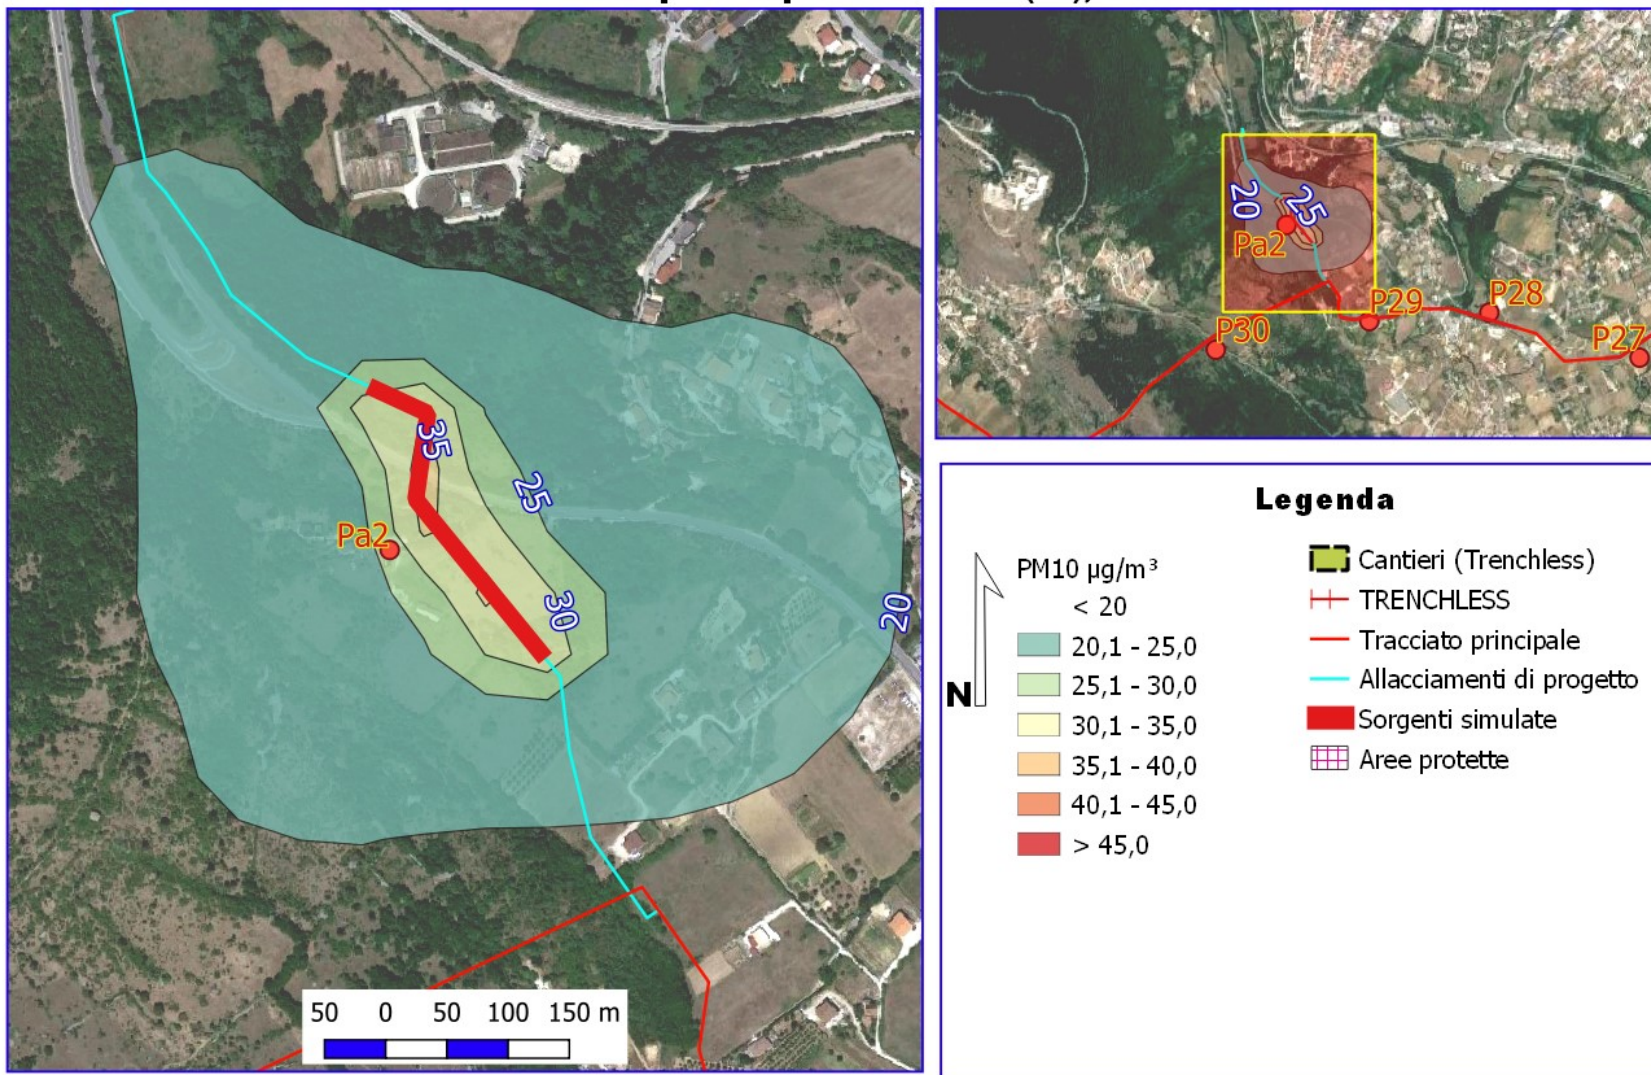 35
25
Pa2
30
20
50 0 50 100 150 m
20
25
Pa2
P30
P29
P28
P27
Legenda
N
PM10 µg/m³
< 20
20,1 - 25,0
25,1 - 30,0
30,1 - 35,0
35,1 - 40,0
40,1 - 45,0
> 45,0
Cantieri (Trenchless)
TRENCHLESS
Tracciato principale
Allacciamenti di progetto
Sorgenti simulate
Aree protette